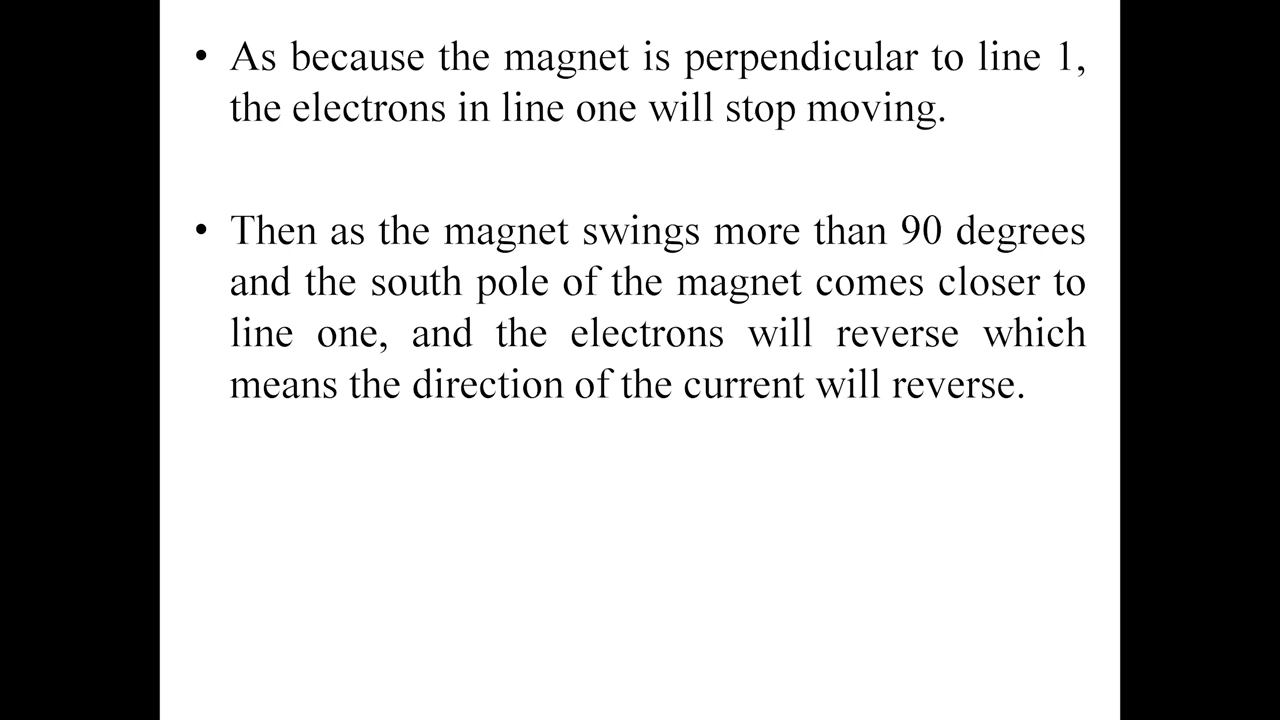 • As because the magnet is perpendicular to line 1,
the electrons in line one will stop moving.
• Then as the magnet swings more than 90 degrees
and the south pole of the magnet comes closer to
line one, and the electrons will reverse which
means the direction of the current will reverse.